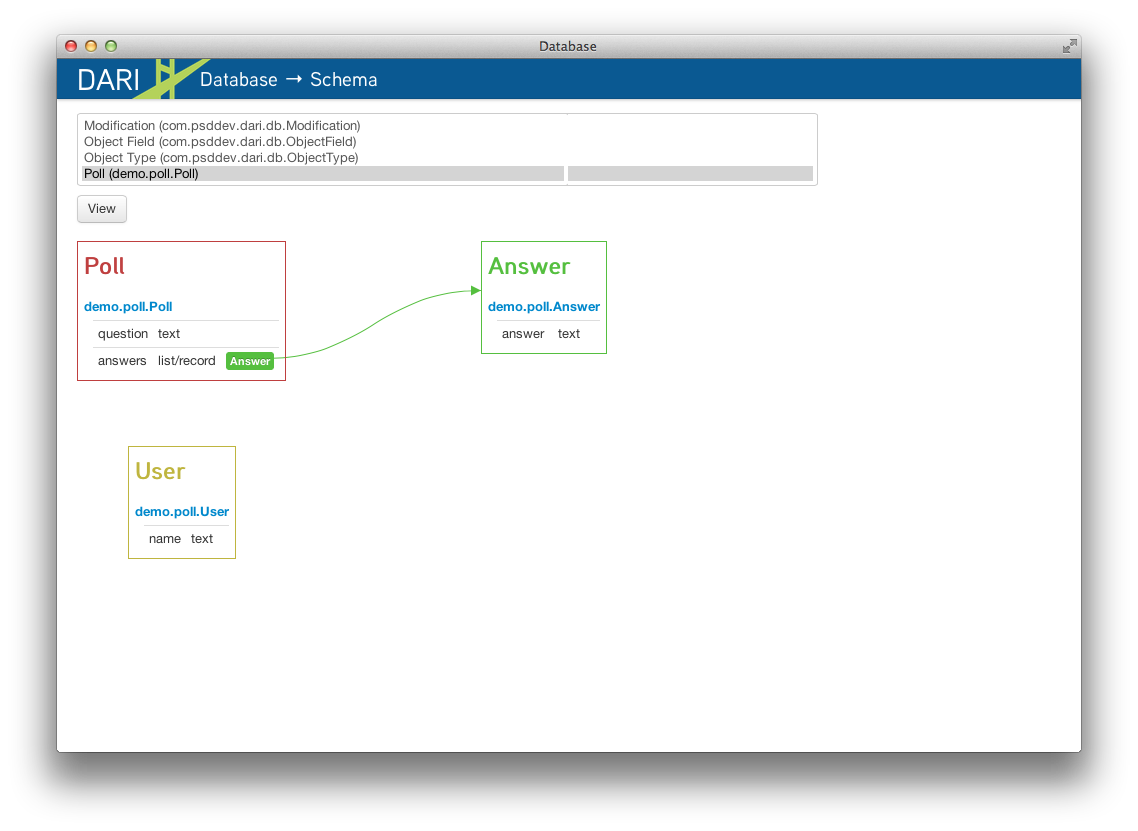 Database
DARI Database → Schema
Modification (com.psddev.dari.db.Modification)
Object Field (com.psddev.dari.db.ObjectField)
Object Type (com.psddev.dari.db.ObjectType)
Poll (demo.poll.Poll)
View
Poll
demo.poll.Poll
question text
answers list/record Answer
Answer
demo.poll.Answer
answer text
User
demo.poll.User
name text